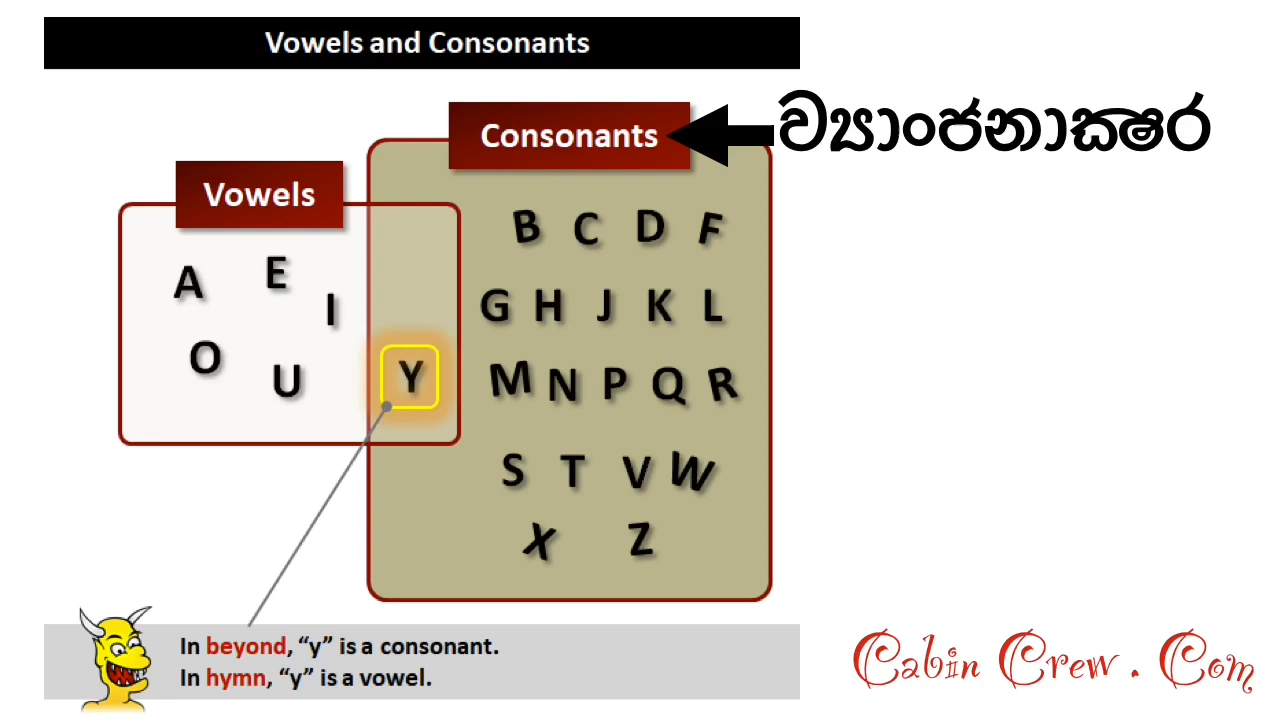 Vowels and Consonants
Consonants
ව්‍යාංජනාක්ෂර
Vowels
B C D F
A E I
G H J K L
O U Y
M N P Q R
S T V W
X Z
In beyond, “y” is a consonant.
In hymn, “y” is a vowel.
Cabin Crew . Com